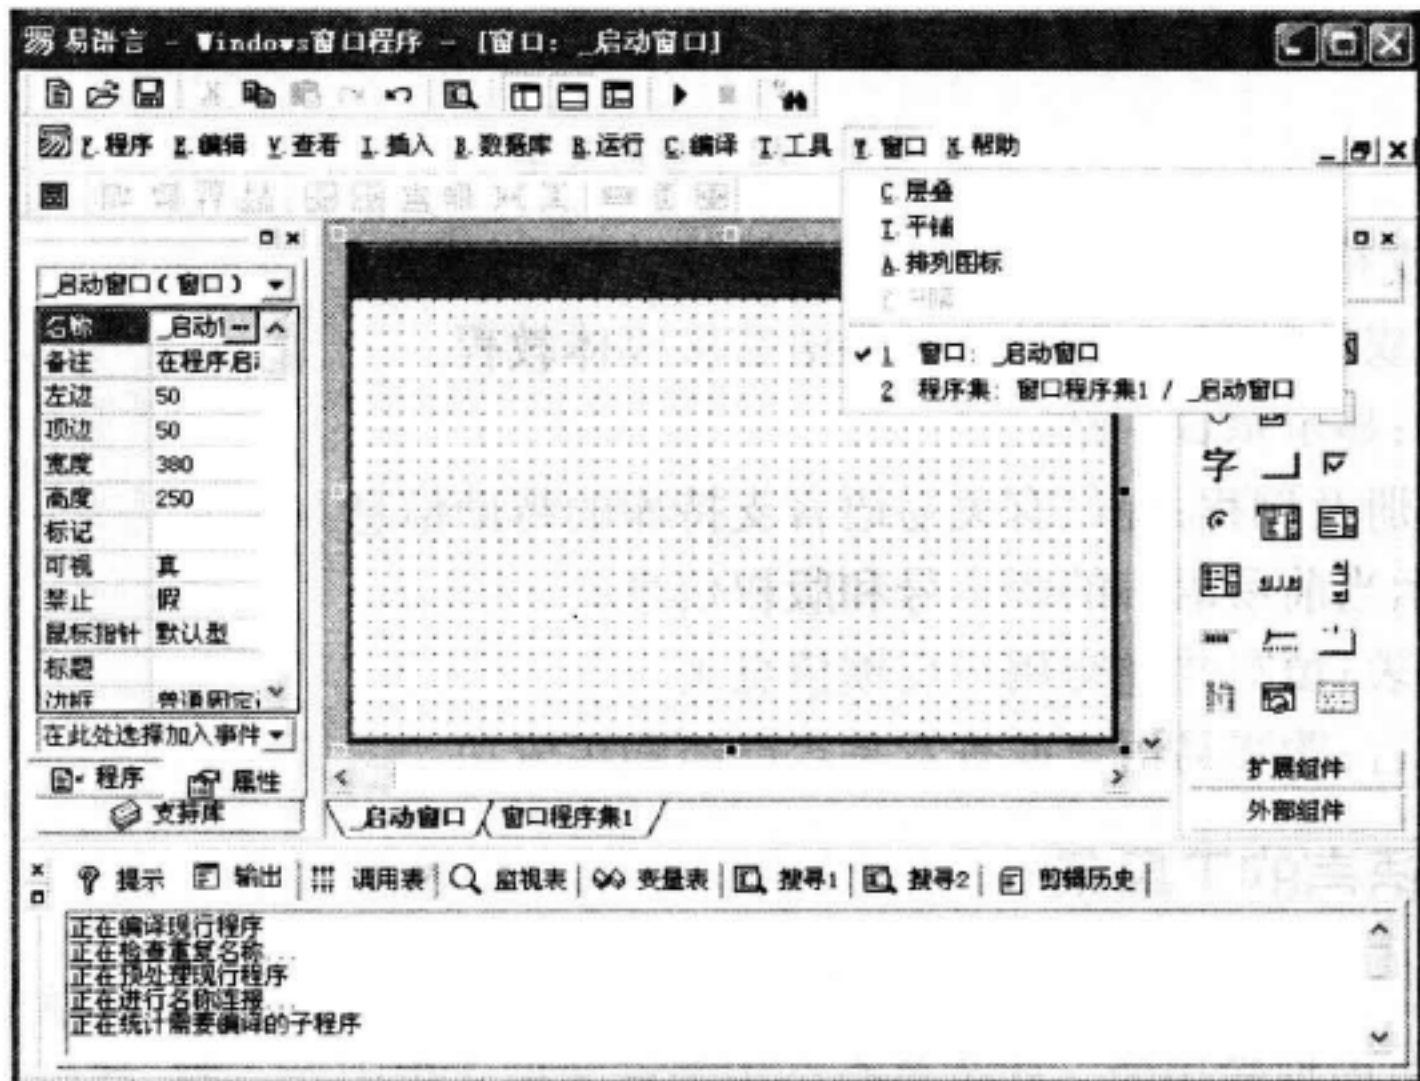 易语言 - Windows窗口程序 - [窗口: _启动窗口]
F.程序 E.编辑 V.查看 I.插入 B.数据库 R.运行 C.编译 T.工具 W.窗口 H.帮助
C.层叠
T.平铺
A.排列图标
✓ 1 窗口: _启动窗口
2 程序集: 窗口程序集1 / _启动窗口
_启动窗口(窗口)
名称 _启动
备注 在程序启
左边 50
顶边 50
宽度 380
高度 250
标记
可视 真
禁止 假
鼠标指针 默认型
标题
边框 普通固定
在此处选择加入事件
程序 属性
支持库
_启动窗口 窗口程序集1
字
扩展组件
外部组件
提示 输出 调用表 监视表 变量表 搜寻1 搜寻2 剪辑历史
正在编译现行程序
正在检查重复名称...
正在预处理现行程序
正在进行名称连接...
正在统计需要编译的子程序